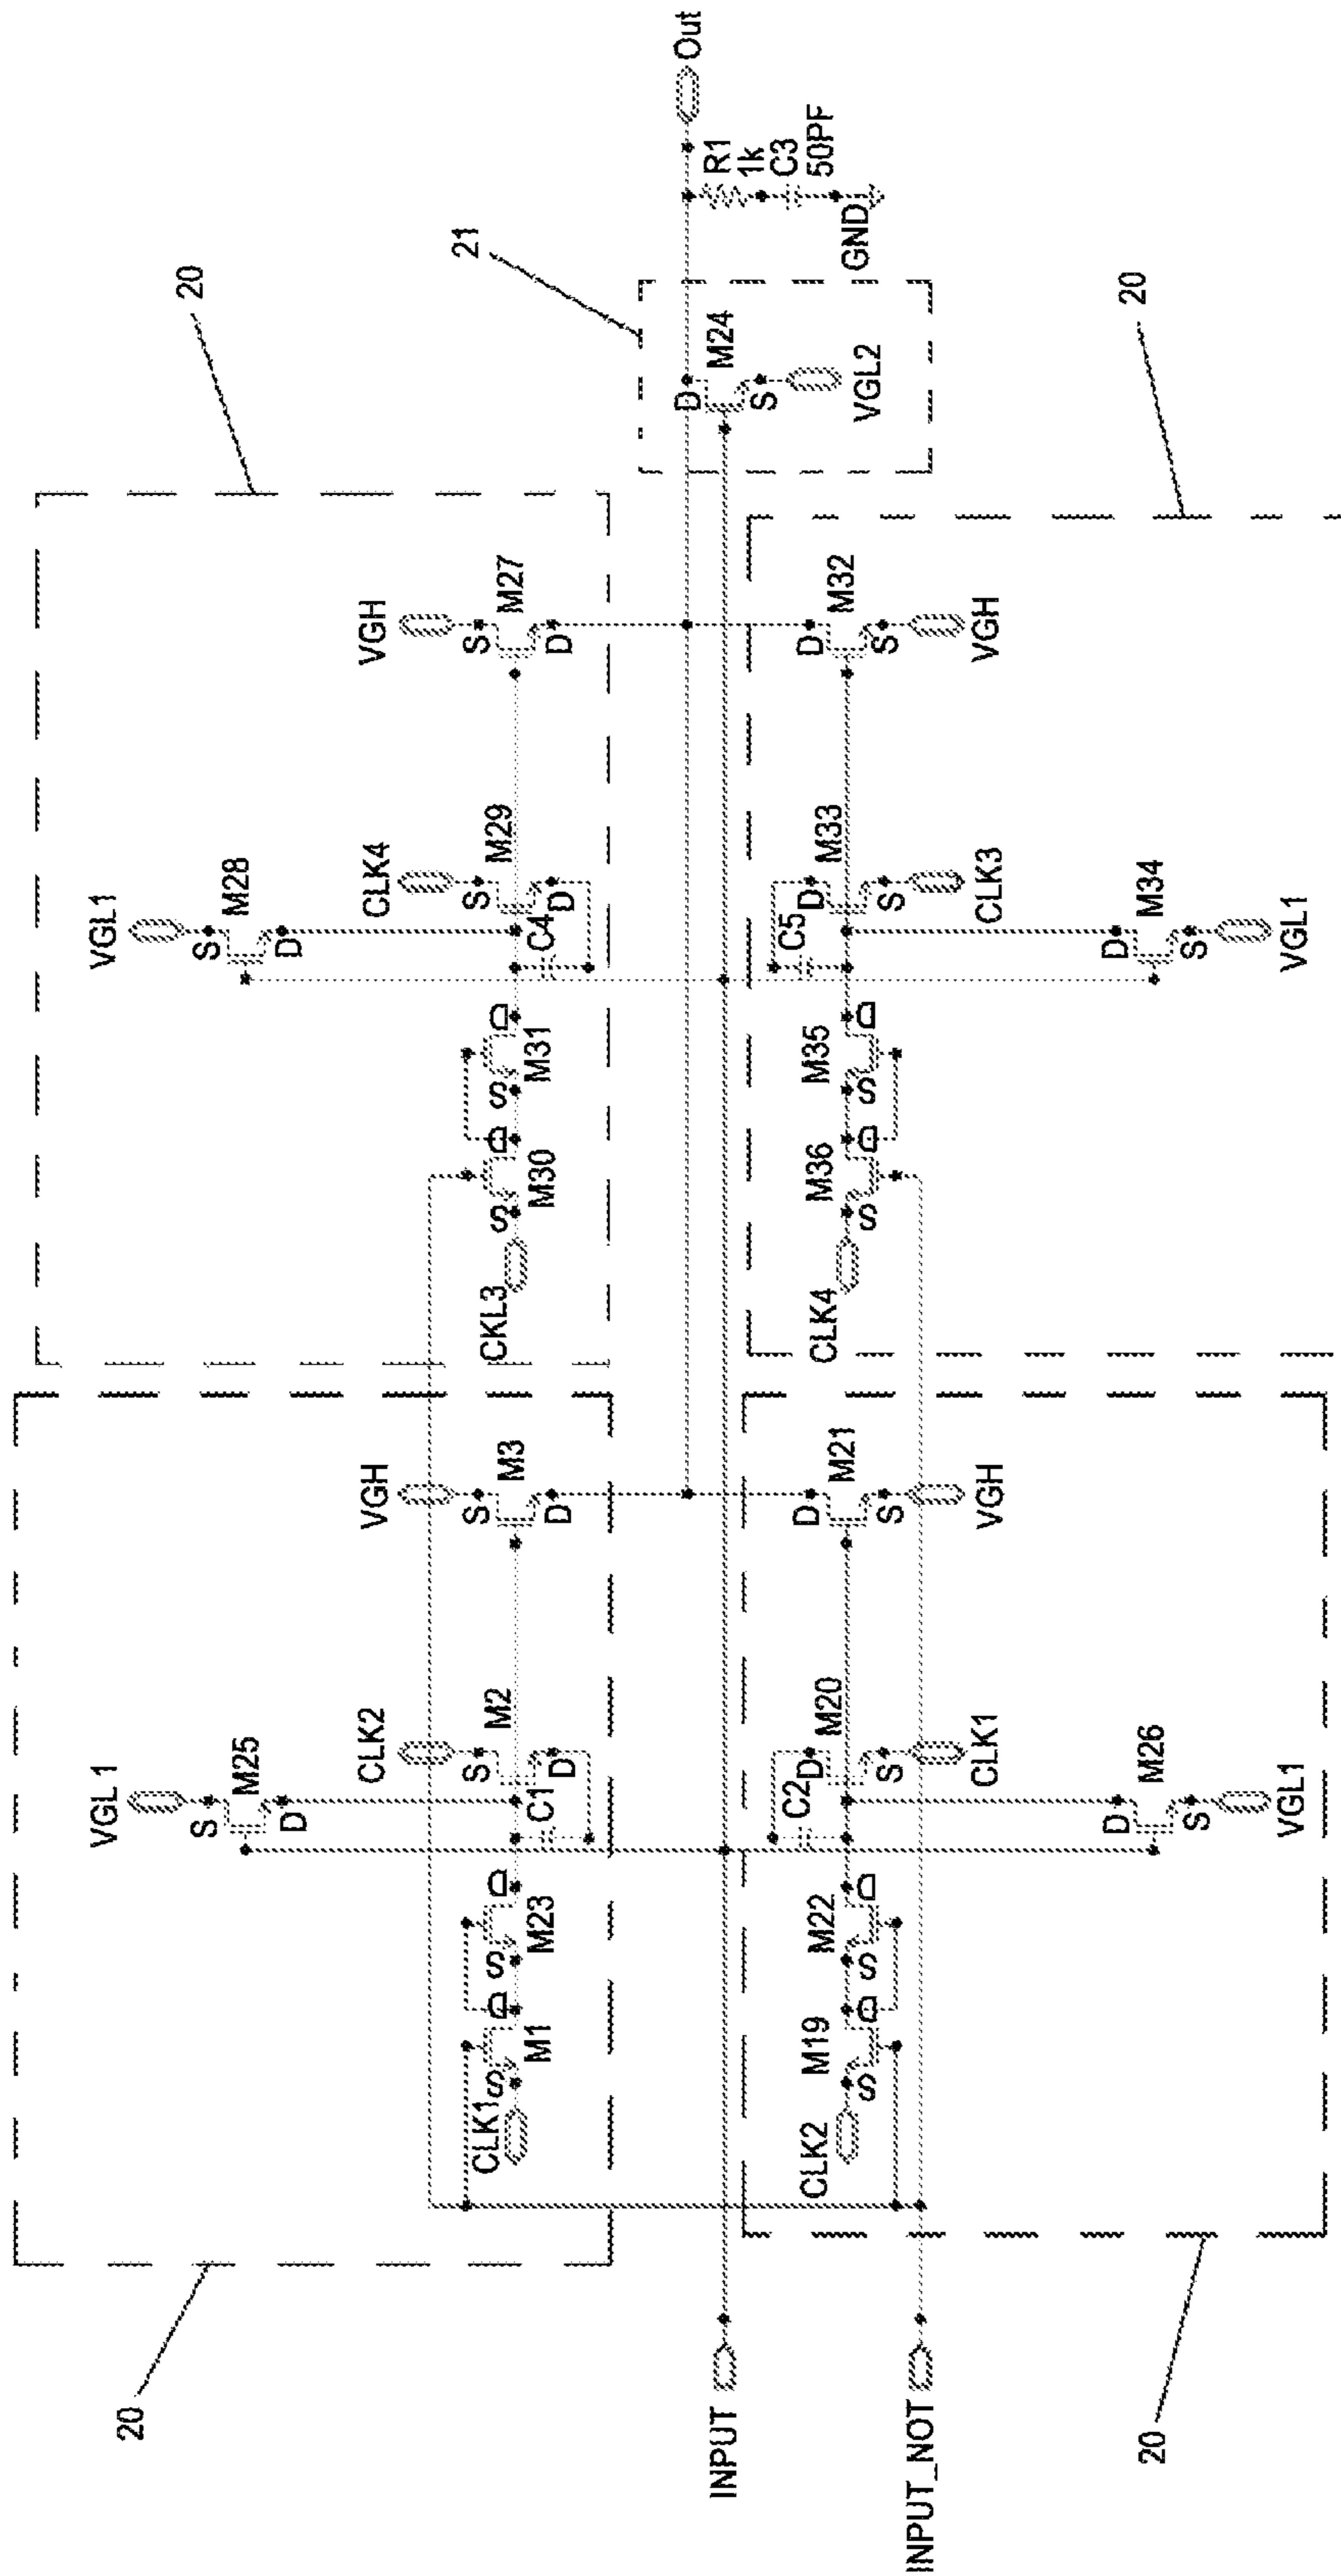 20
20
VGL1
S
M25
D
CLK2
S
M2
D
VGH
S
M3
D
CLK1
S
M1
D
S
M23
D
C1
VGL1
S
M28
D
CLK4
S
M29
D
VGH
S
M27
D
CKL3
S
M30
D
S
M31
D
C4
21
D
M24
S
VGL2
Out
R1
1k
C3
50PF
GND
INPUT
INPUT_NOT
CLK2
S
M19
D
S
M22
D
C2
D
M20
S
CLK1
D
M21
S
VGH
D
M26
S
VGL1
CLK4
S
M36
D
S
M35
D
C5
D
M33
S
CLK3
D
M32
S
VGH
D
M34
S
VGL1
20
20